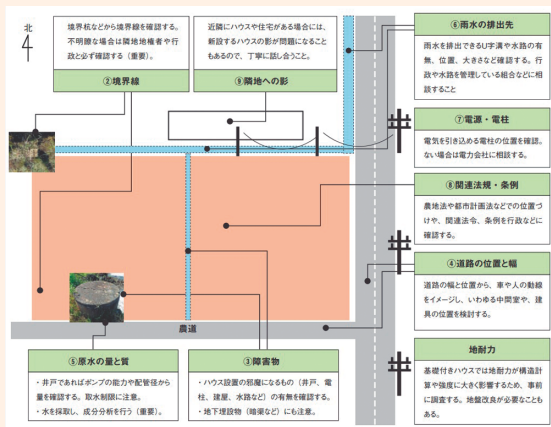 北
境界杭などから境界線を確認する。
不明瞭な場合は隣地地権者や行
政と必ず確認する(重要)。
②境界線
近隣にハウスや住宅がある場合には、
新設するハウスの影が問題になること
もあるので、丁寧に話し合うこと。
⑨隣地への影
⑥雨水の排出先
雨水を排出できるU字溝や水路の有
無、位置、大きさなど確認する。行
政や水路を管理している組合などに相
談すること
⑦電源・電柱
電気を引き込める電柱の位置を確認。
ない場合は電力会社に相談する。
⑧関連法規・条例
農地法や都市計画法などでの位置づ
けや、関連法令、条例を行政などに
確認する。
④道路の位置と幅
道路の幅と位置から、車や人の動線
をイメージし、いわゆる中間室や、建
具の位置を検討する。
農道
⑤原水の量と質
・井戸であればポンプの能力や配管径から
量を確認する。取水制限に注意。
・水を採取し、成分分析を行う(重要)。
③障害物
・ハウス設置の邪魔になるもの(井戸、電
柱、建屋、水路など)の有無を確認する。
・地下埋設物(暗渠など)にも注意。
地耐力
基礎付きハウスでは地耐力が構造計
算や強度に大きく影響するため、事前
に調査する。地盤改良が必要なことも
ある。